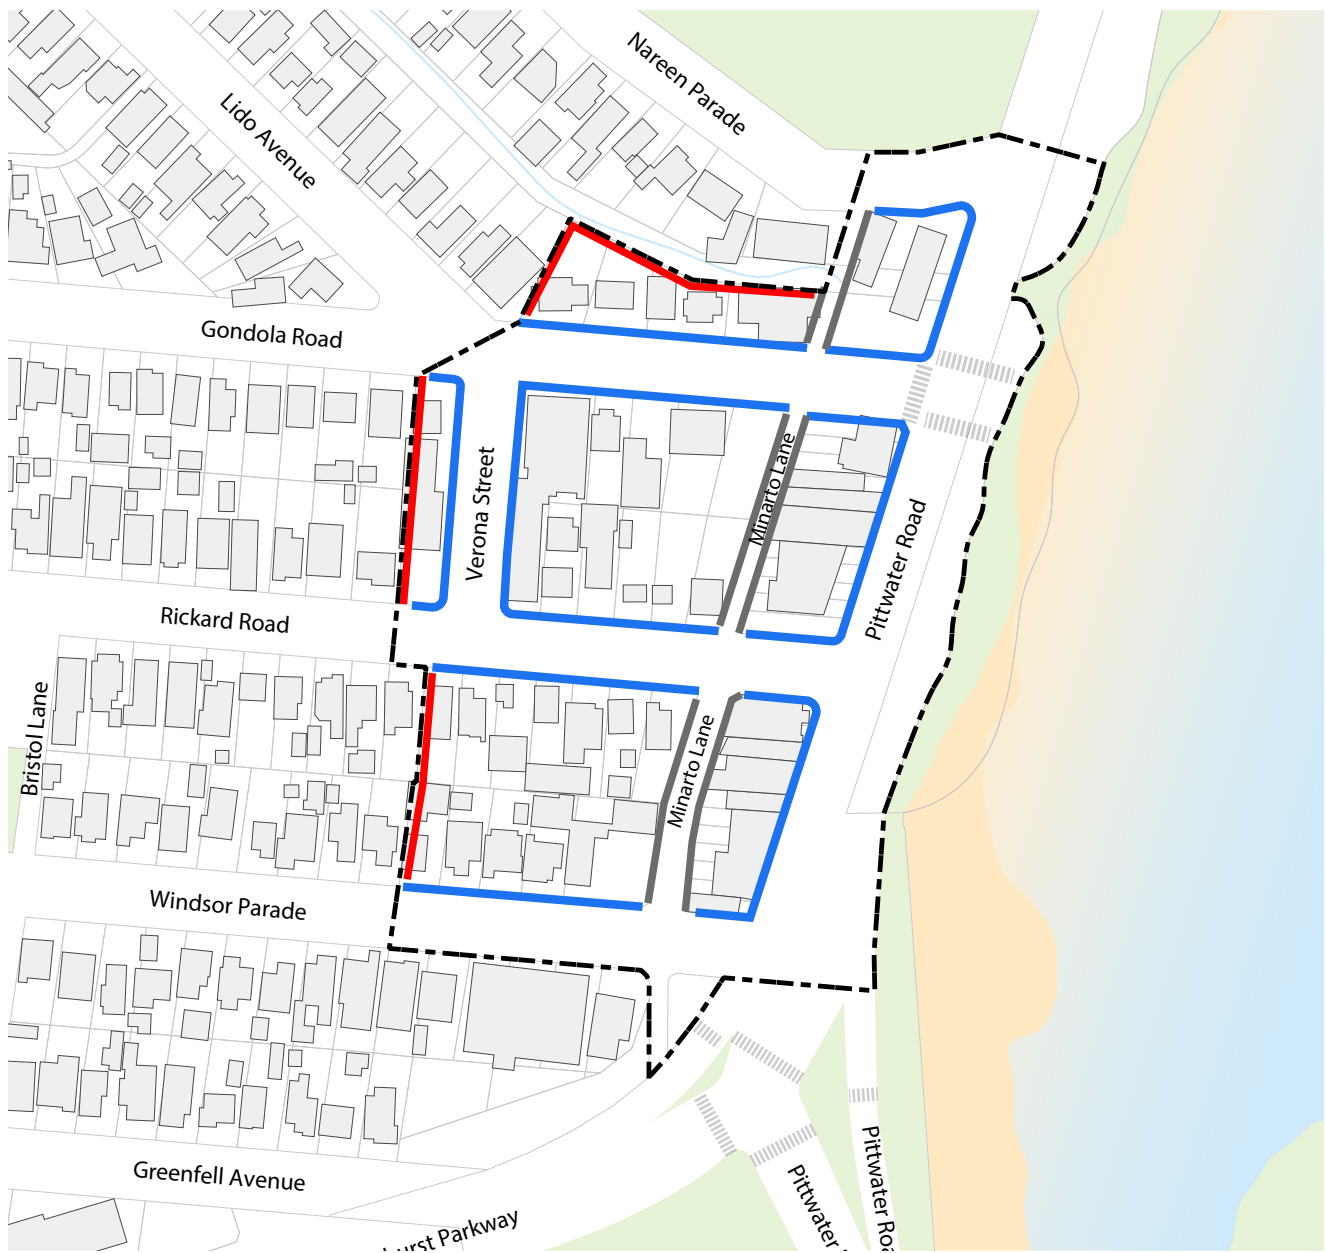 Nareen Parade
Lido Avenue
Gondola Road
Verona Street
Minarto Lane
Pittwater Road
Rickard Road
Bristol Lane
Minarto Lane
Windsor Parade
Greenfell Avenue
Pittwater
Pittwater
Parkway